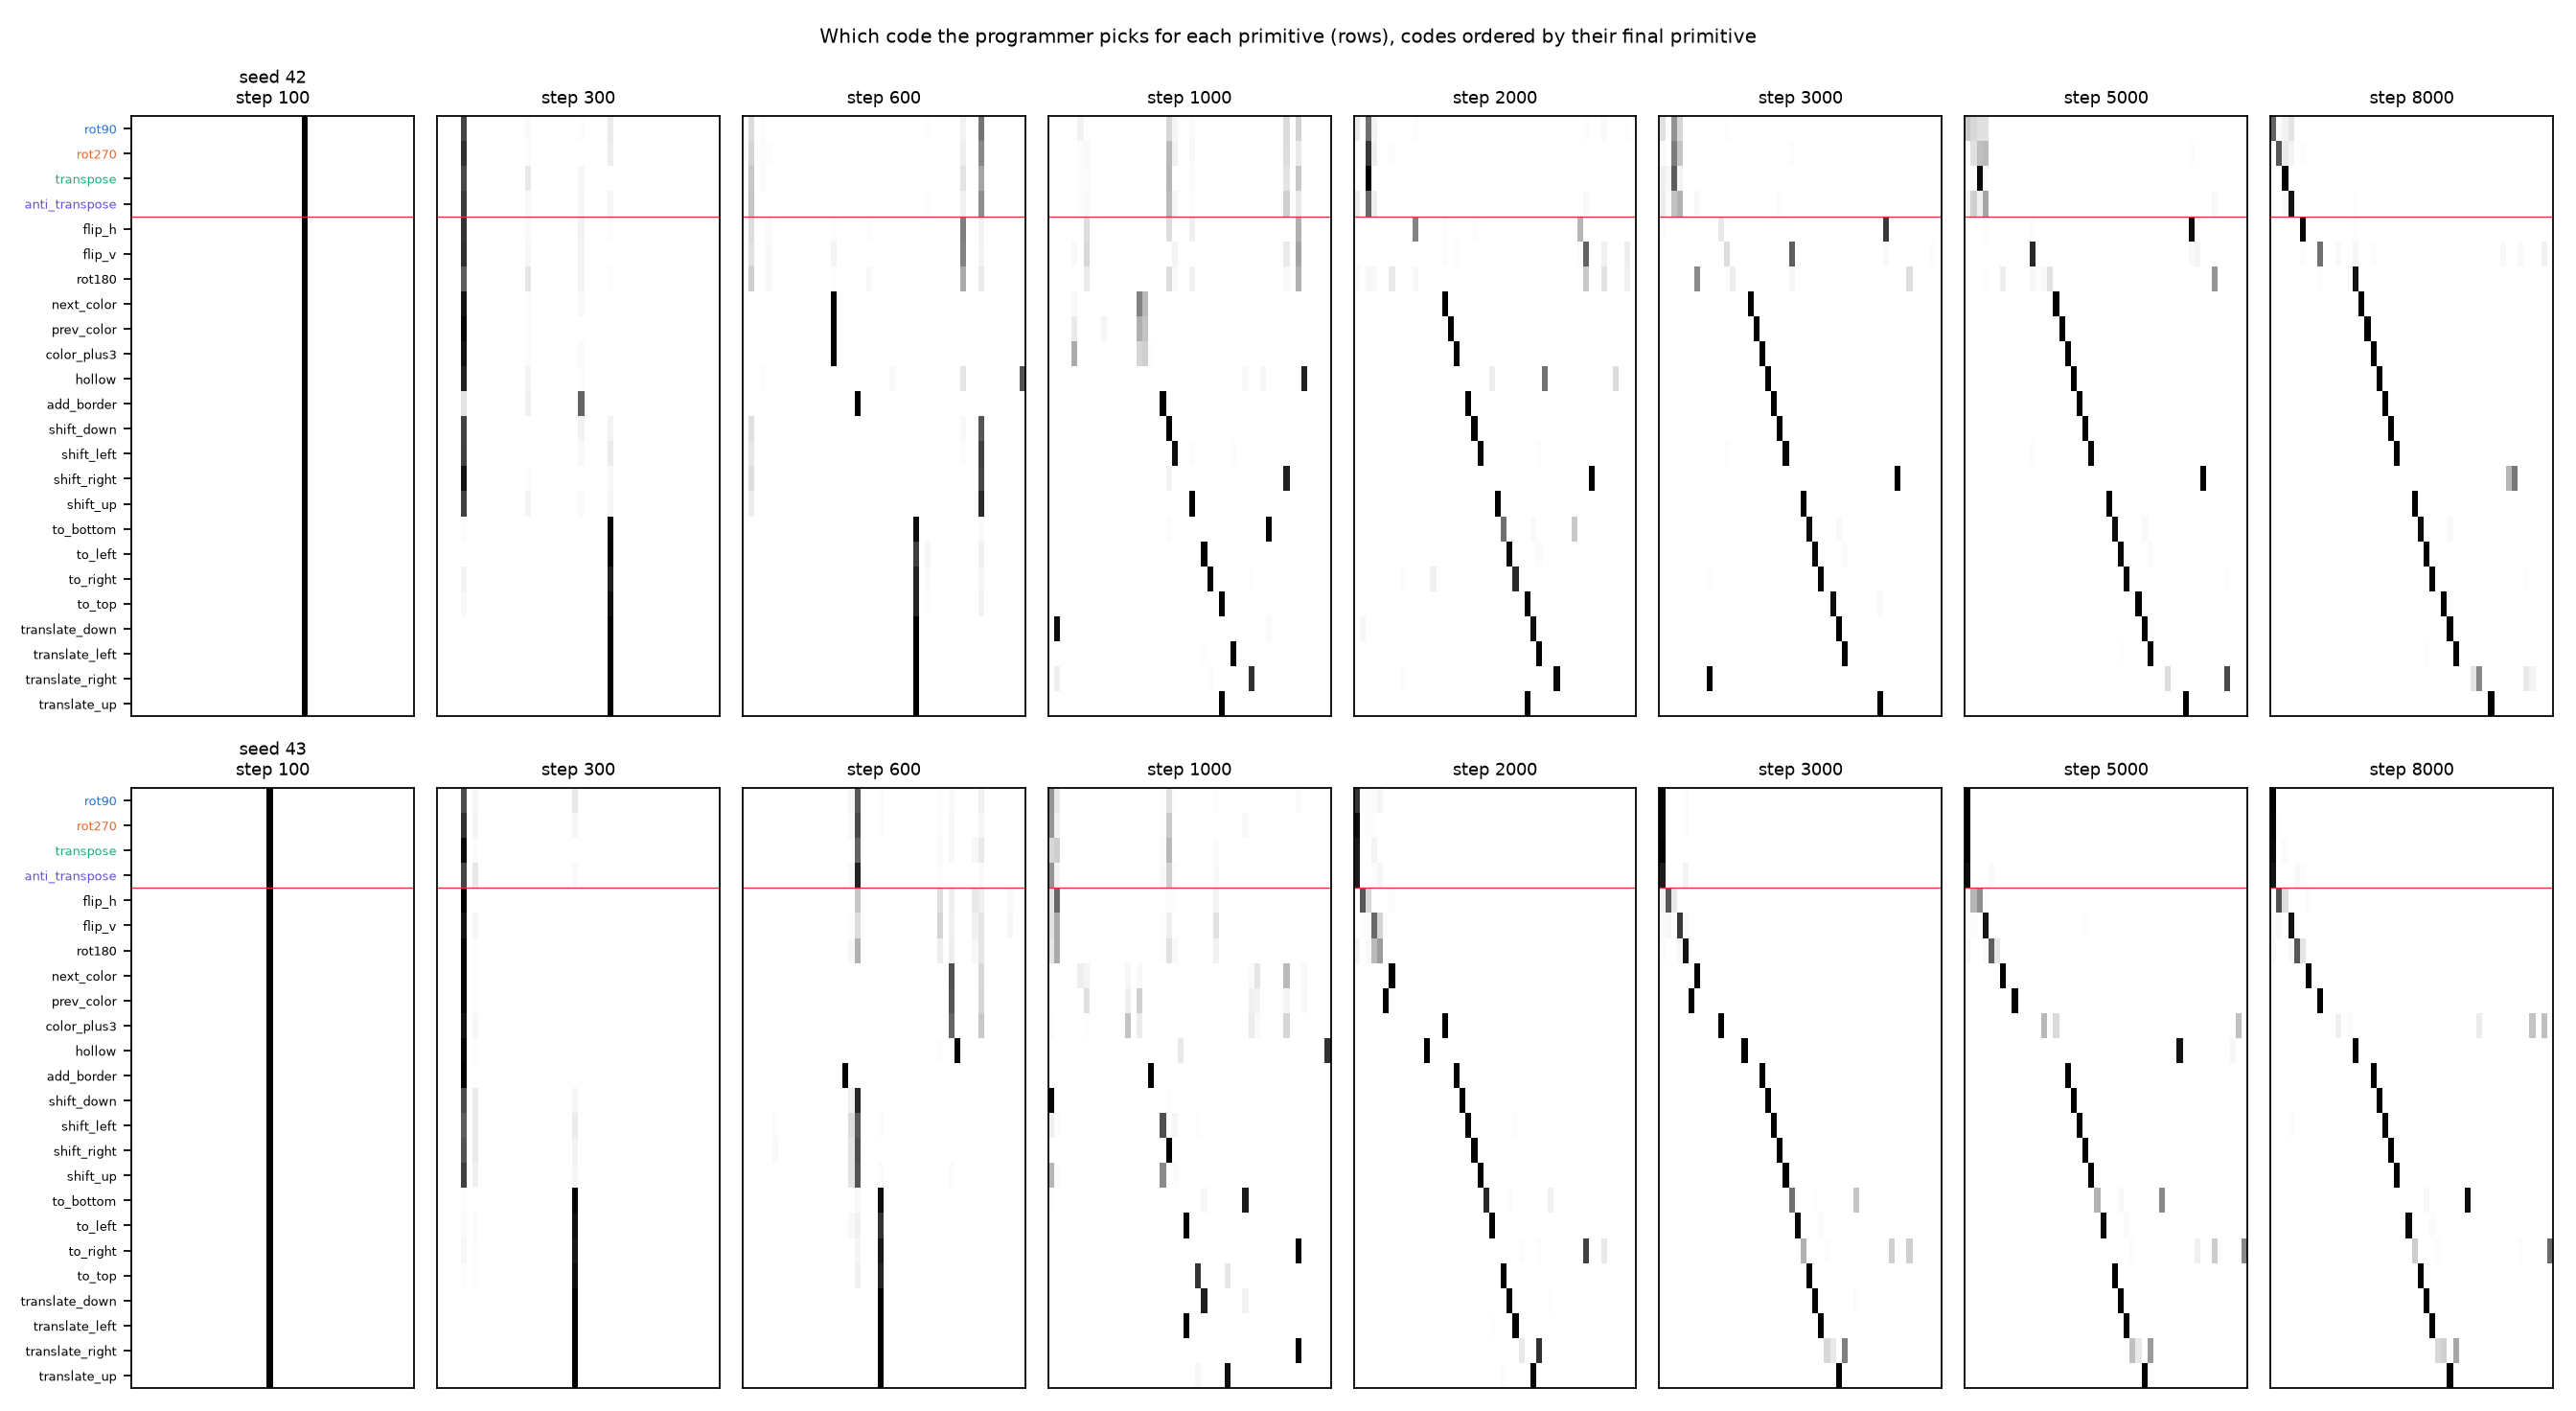 Which code the programmer picks for each primitive (rows), codes ordered by their final primitive
seed 42
step 100
step 300
step 600
step 1000
step 2000
step 3000
step 5000
step 8000
rot90
rot270
transpose
anti_transpose
flip_h
flip_v
rot180
next_color
prev_color
color_plus3
hollow
add_border
shift_down
shift_left
shift_right
shift_up
to_bottom
to_left
to_right
to_top
translate_down
translate_left
translate_right
translate_up
seed 43
step 100
step 300
step 600
step 1000
step 2000
step 3000
step 5000
step 8000
rot90
rot270
transpose
anti_transpose
flip_h
flip_v
rot180
next_color
prev_color
color_plus3
hollow
add_border
shift_down
shift_left
shift_right
shift_up
to_bottom
to_left
to_right
to_top
translate_down
translate_left
translate_right
translate_up